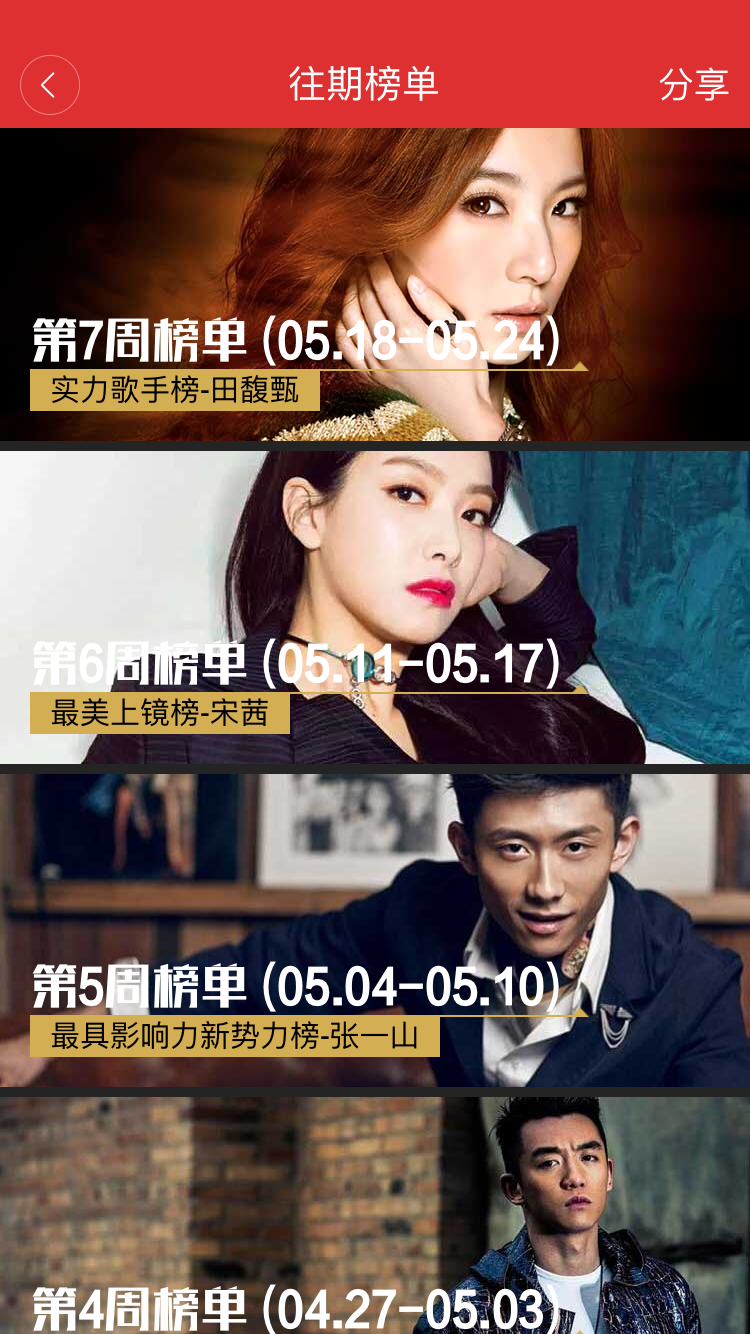 往期榜单
分享
第7周榜单 (05.18-05.24)
实力歌手榜-田馥甄
第6周榜单 (05.11-05.17)
最美上镜榜-宋茜
第5周榜单 (05.04-05.10)
最具影响力新势力榜-张一山
第4周榜单 (04.27-05.03)